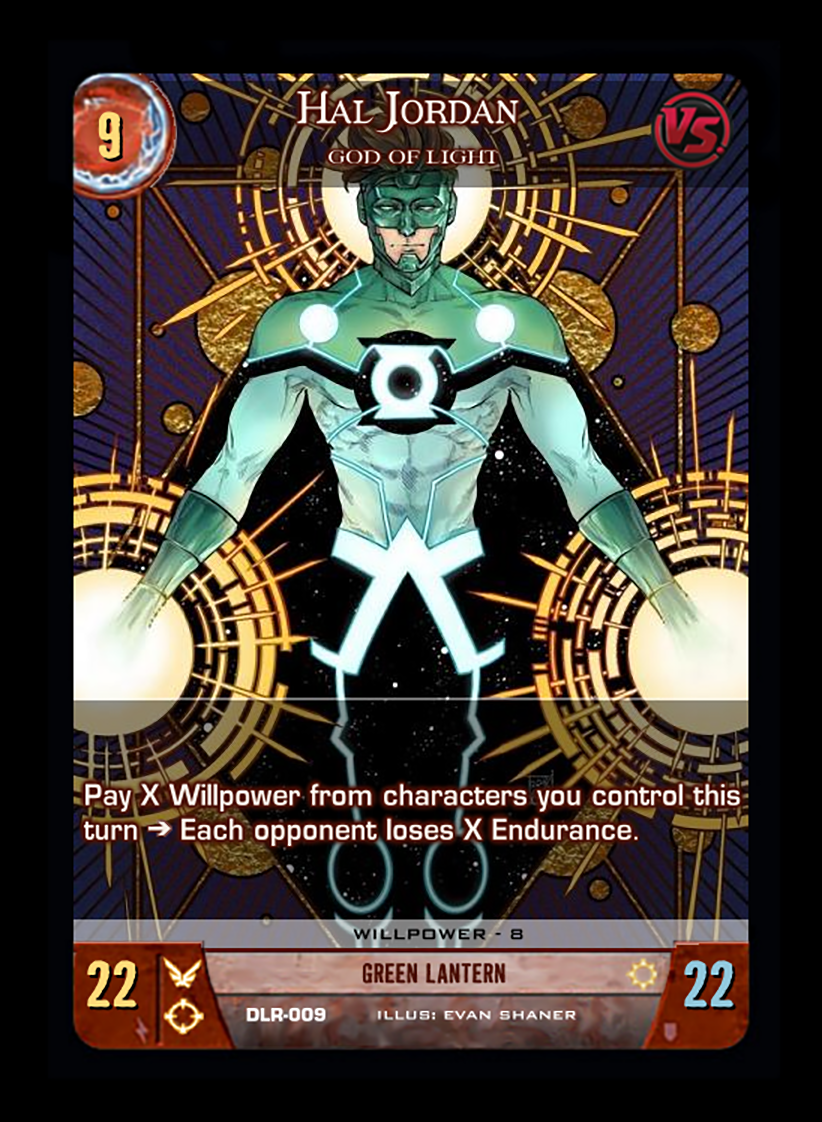 9
HAL JORDAN
VS.
GOD OF LIGHT
Pay X Willpower from characters you control this
turn ➔ Each opponent loses X Endurance.
WILLPOWER - 8
22
GREEN LANTERN
22
DLR-009 ILLUS: EVAN SHANER